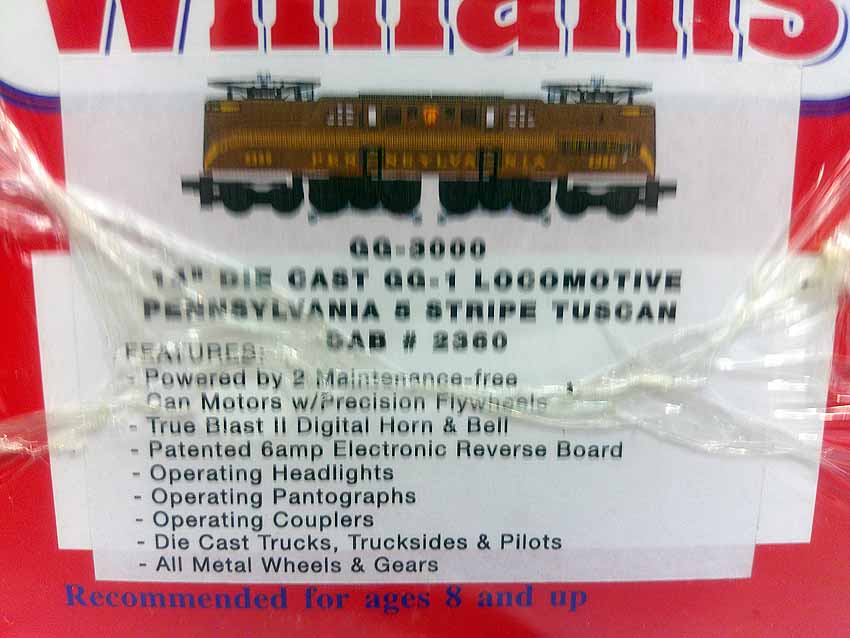 Williams
PENNSYLVANIA
GG-3000
14" DIE CAST GG-1 LOCOMOTIVE
PENNSYLVANIA 5 STRIPE TUSCAN
CAB # 2360
FEATURES:
- Powered by 2 Maintenance-free
Can Motors w/Precision Flywheels
- True Blast II Digital Horn & Bell
- Patented 6amp Electronic Reverse Board
- Operating Headlights
- Operating Pantographs
- Operating Couplers
- Die Cast Trucks, Trucksides & Pilots
- All Metal Wheels & Gears
Recommended for ages 8 and up